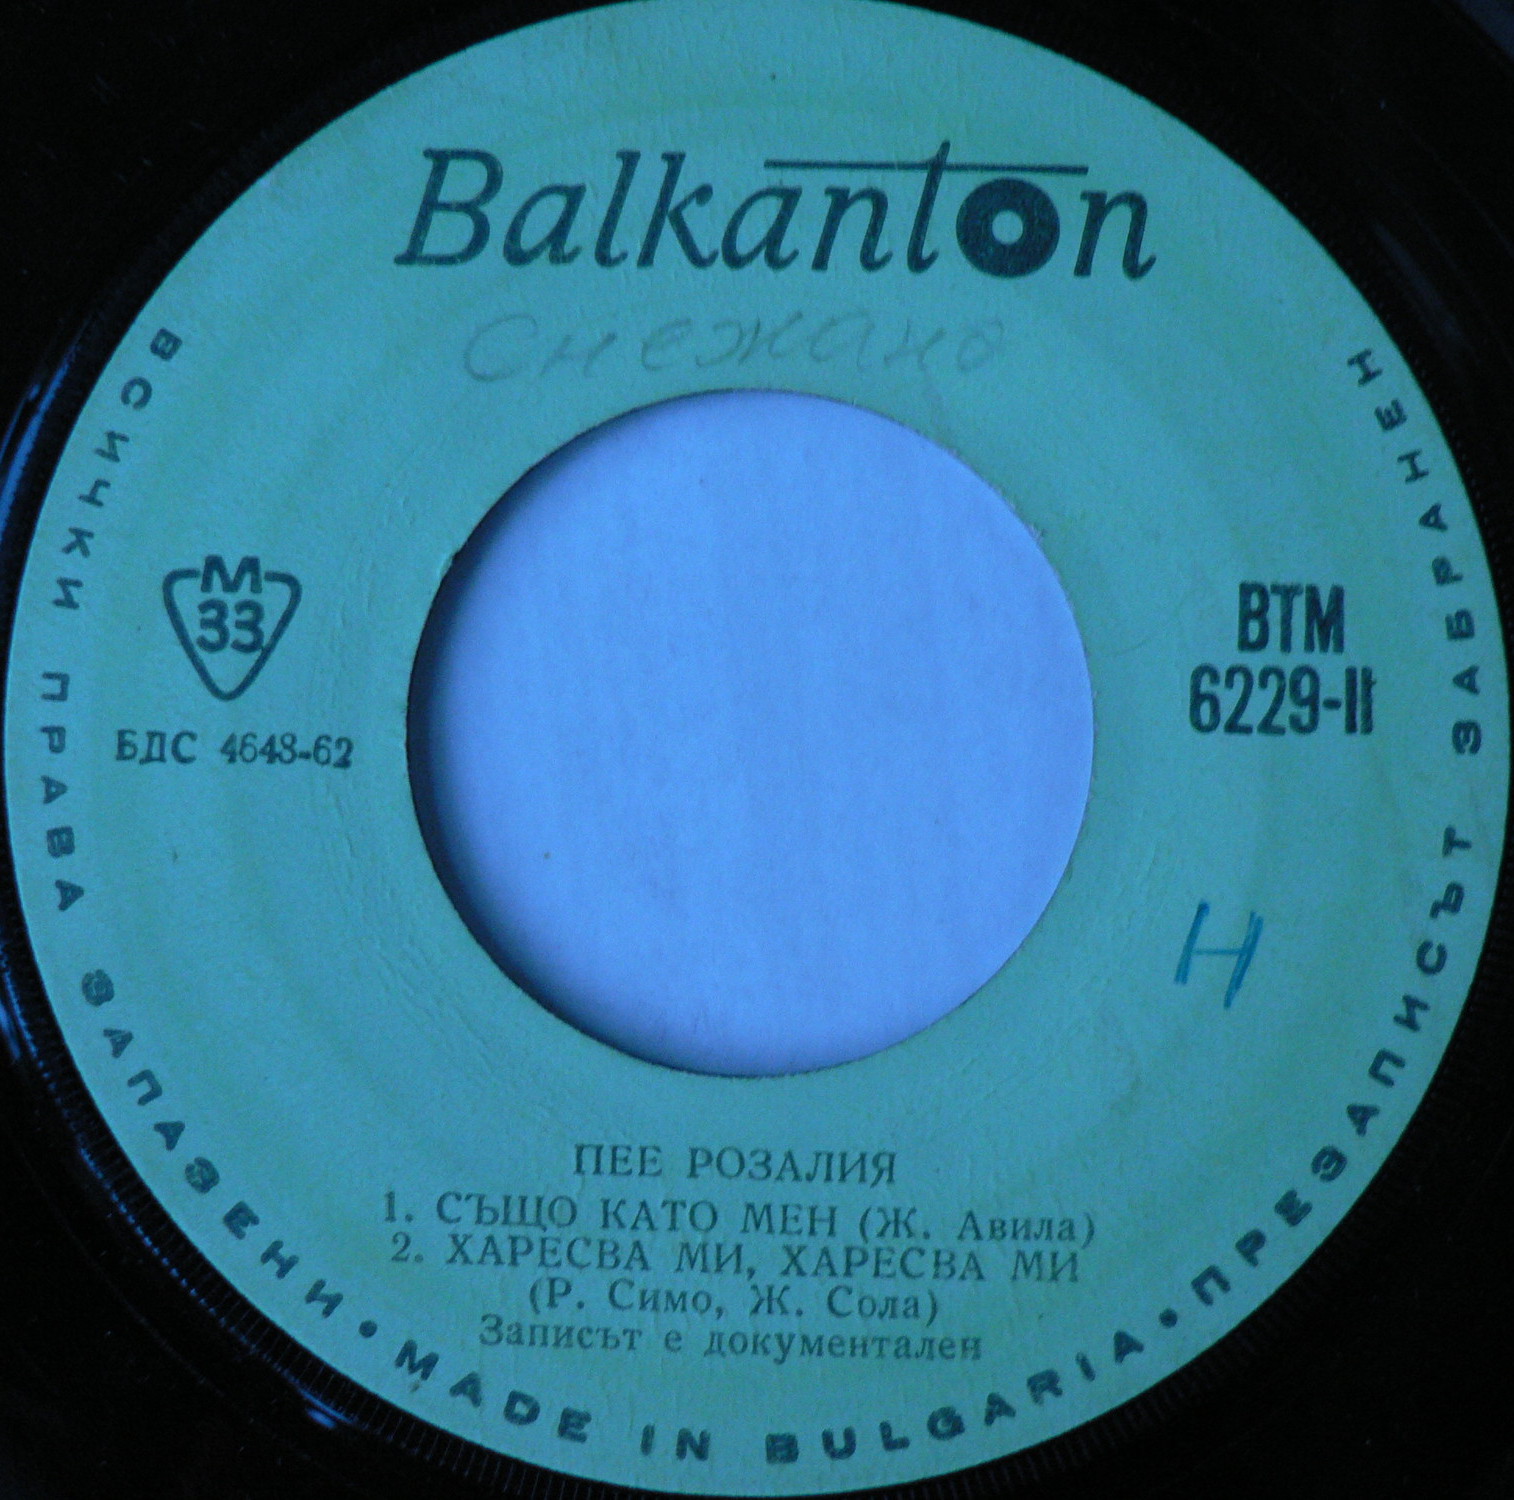 Balkanton
Снежана
М
33
БДС 4648-62
ВТМ
6229-II
Н
ПЕЕ РОЗАЛИЯ
1. СЪЩО КАТО МЕН (Ж. Авила)
2. ХАРЕСВА МИ, ХАРЕСВА МИ
(Р. Симо, Ж. Сола)
Записът е документален
ВСИЧКИ ПРАВА ЗАПАЗЕНИ • MADE IN BULGARIA • ПРЕЗАПИСЪТ ЗАБРАНЕН